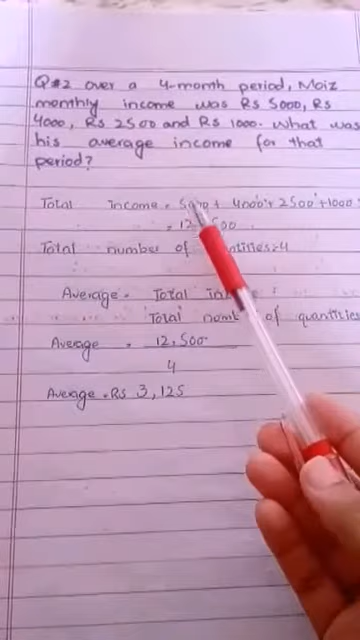 Q#2 over a 4-month period, Moiz
monthly income was Rs 5000, Rs
4000, Rs 2500 and Rs 1000. What was
his average income for that
period?
Total income = 5000 + 4000 + 2500 + 1000
= 12,500
Total number of = 4
Average = Total
Total of quantities
Average = 12,500
4
Average = Rs 3,125